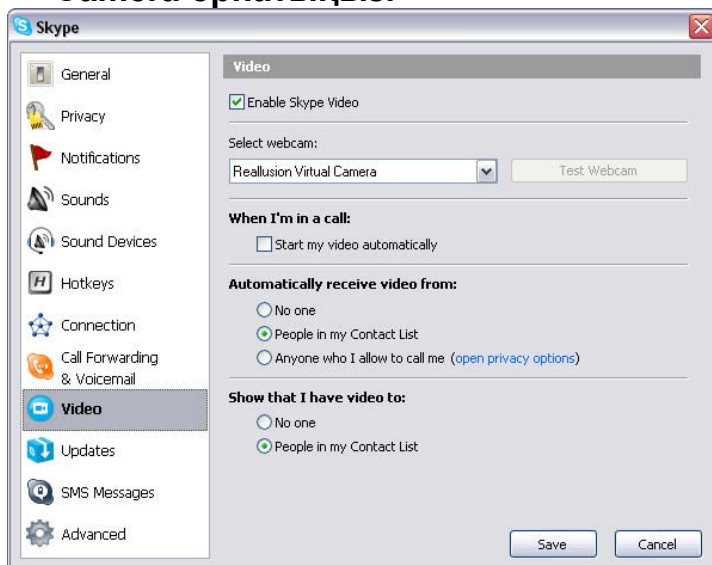 Skype
General
Privacy
Notifications
Sounds
Sound Devices
Hotkeys
Connection
Call Forwarding
& Voicemail
Video
Updates
SMS Messages
Advanced
Video
Enable Skype Video
Select webcam:
Reallusion Virtual Camera
Test Webcam
When I'm in a call:
Start my video automatically
Automatically receive video from:
No one
People in my Contact List
Anyone who I allow to call me (open privacy options)
Show that I have video to:
No one
People in my Contact List
Save
Cancel